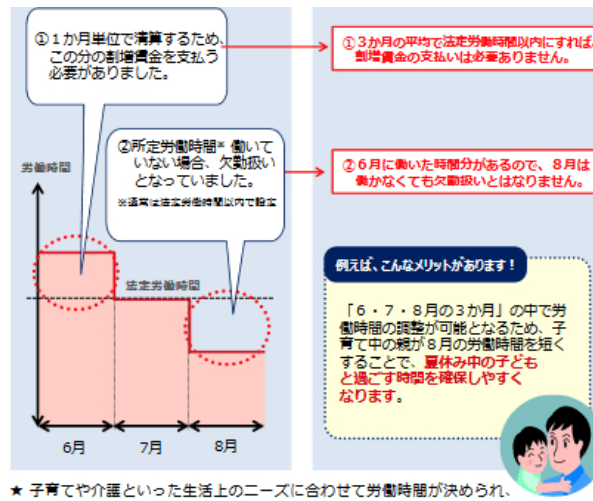 ①１か月単位で清算するため、
この分の割増賃金を支払う
必要がありました。
①３か月の平均で法定労働時間以内にすれば、
割増賃金の支払いは必要ありません。
②所定労働時間※働いて
いない場合、欠勤扱い
となっていました。
※通常は法定労働時間以内で設定
②６月に働いた時間分があるので、８月は
働かなくても欠勤扱いとはなりません。
労働時間
法定労働時間
6月
7月
8月
例えば、こんなメリットがあります！
「６・７・８月の３か月」の中で労
働時間の調整が可能となるため、子
育て中の親が８月の労働時間を短く
することで、夏休み中の子ども
と過ごす時間を確保しやすく
なります。
★ 子育てや介護といった生活上のニーズに合わせて労働時間が決められ、